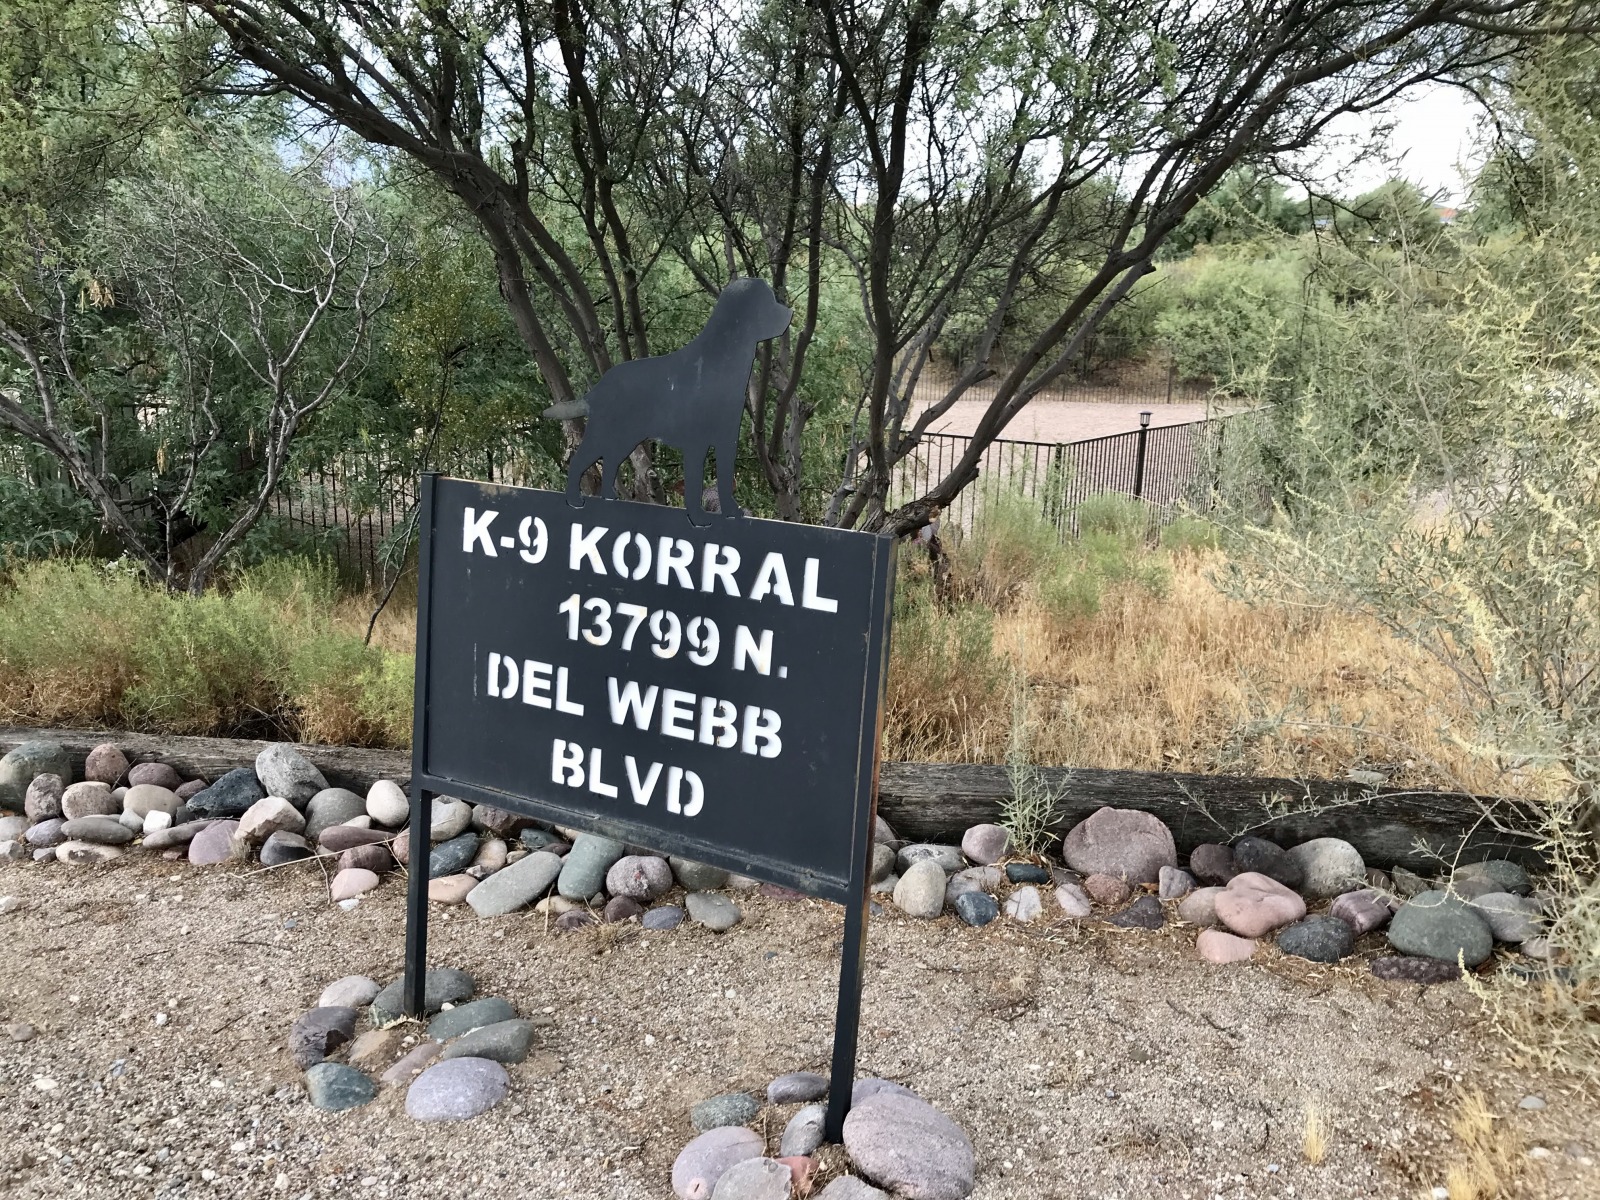 K-9 KORRAL
13799 N.
DEL WEBB
BLVD